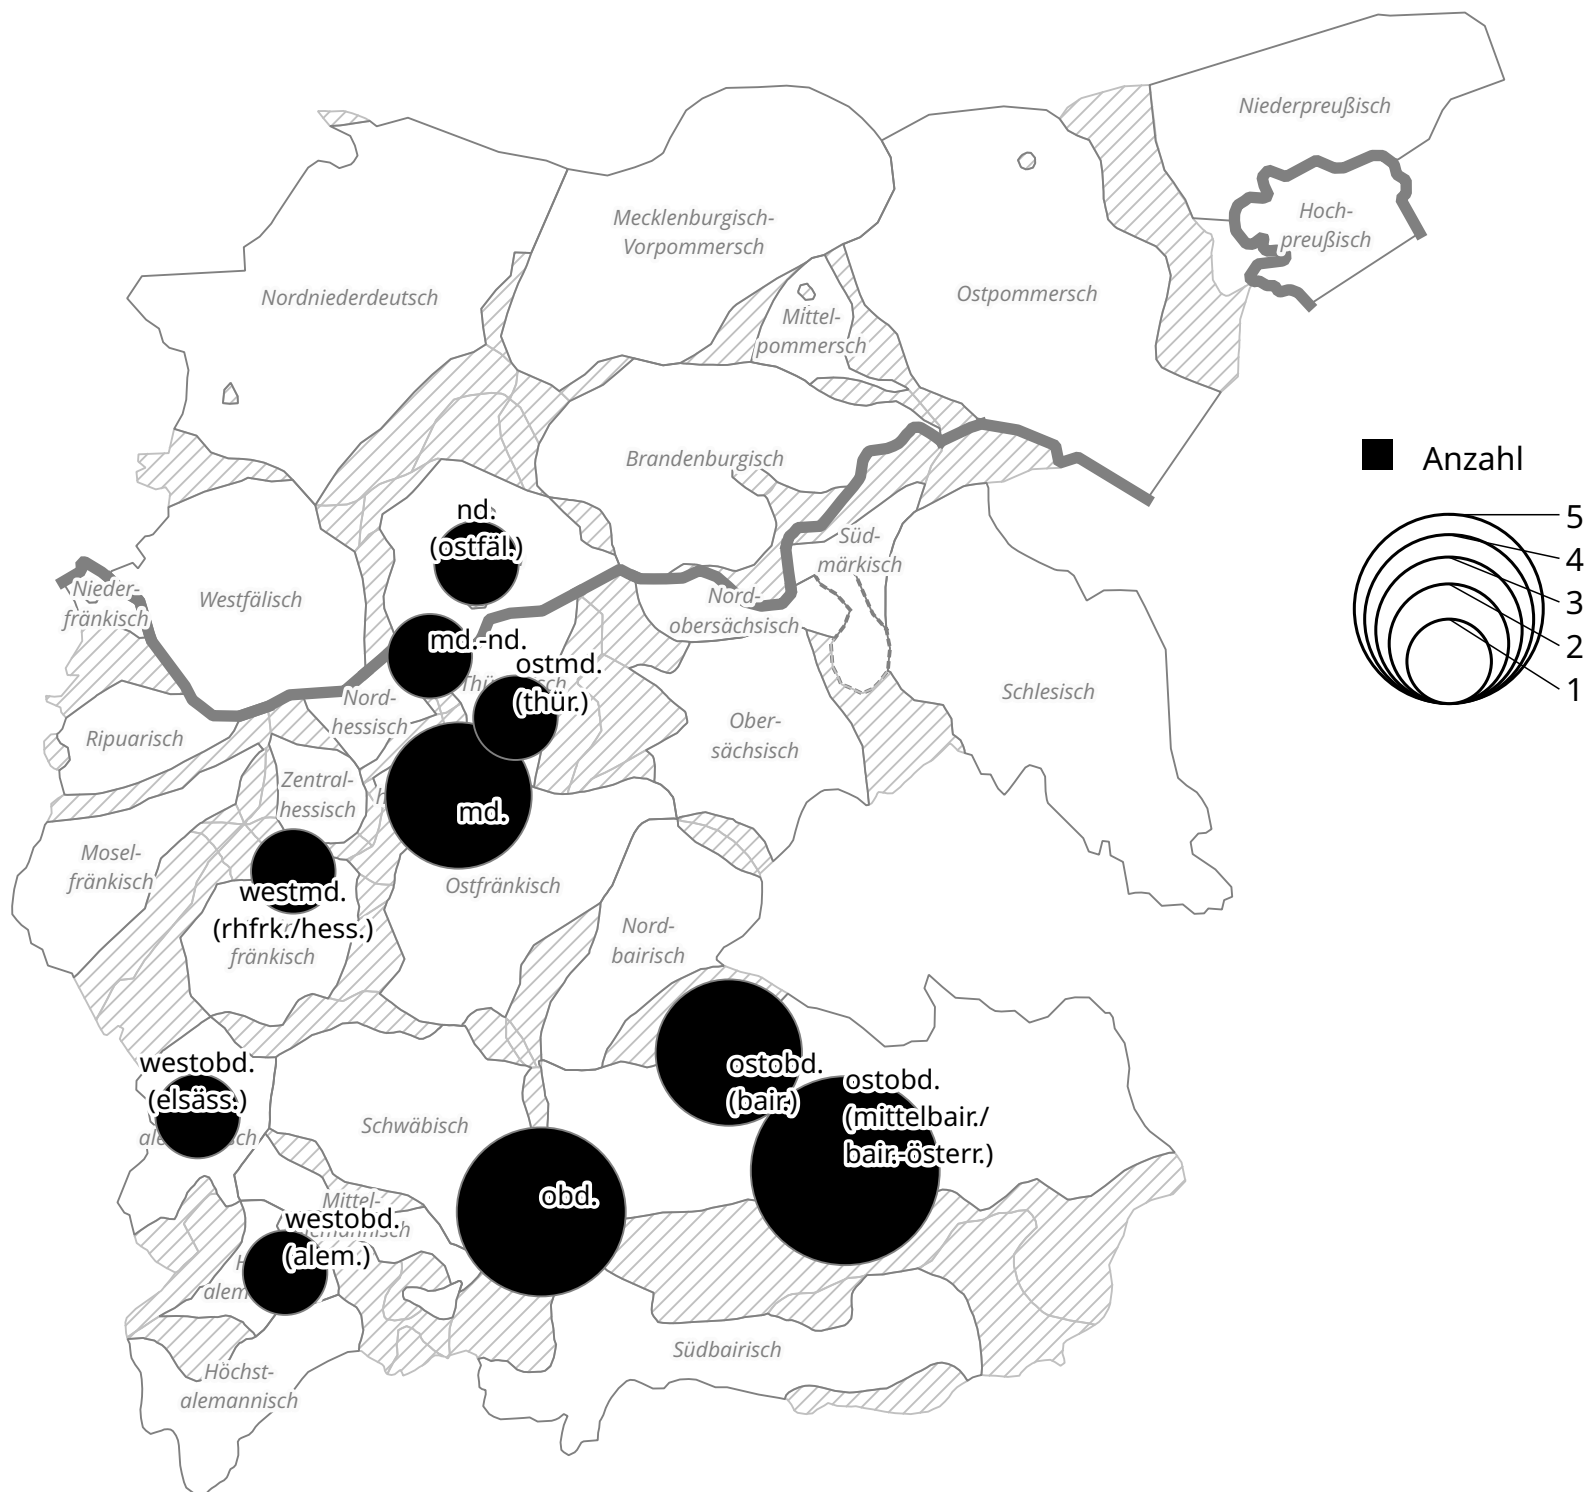 Niederpreußisch
Hoch-
preußisch
Mecklenburgisch-
Vorpommersch
Nordniederdeutsch
Ostpommersch
Mittel-
pommersch
Brandenburgisch
Anzahl
5
4
3
2
1
nd.
(ostfäl.)
Süd-
märkisch
Nieder-
fränkisch
Westfälisch
Nord-
obersächsisch
md.-nd.
ostmd.
(thür.)
Nord-
hessisch
Schlesisch
Ripuarisch
Ober-
sächsisch
Zentral-
hessisch
md.
Mosel-
fränkisch
Ostfränkisch
westmd.
(rhfrk./hess.)
fränkisch
Nord-
bairisch
westobd.
(elsäss.)
ostobd.
(bair.)
ostobd.
(mittelbair./
bair.-österr.)
Schwäbisch
obd.
Mittel-
westobd.
(alem.)
Südbairisch
Höchst-
alemannisch